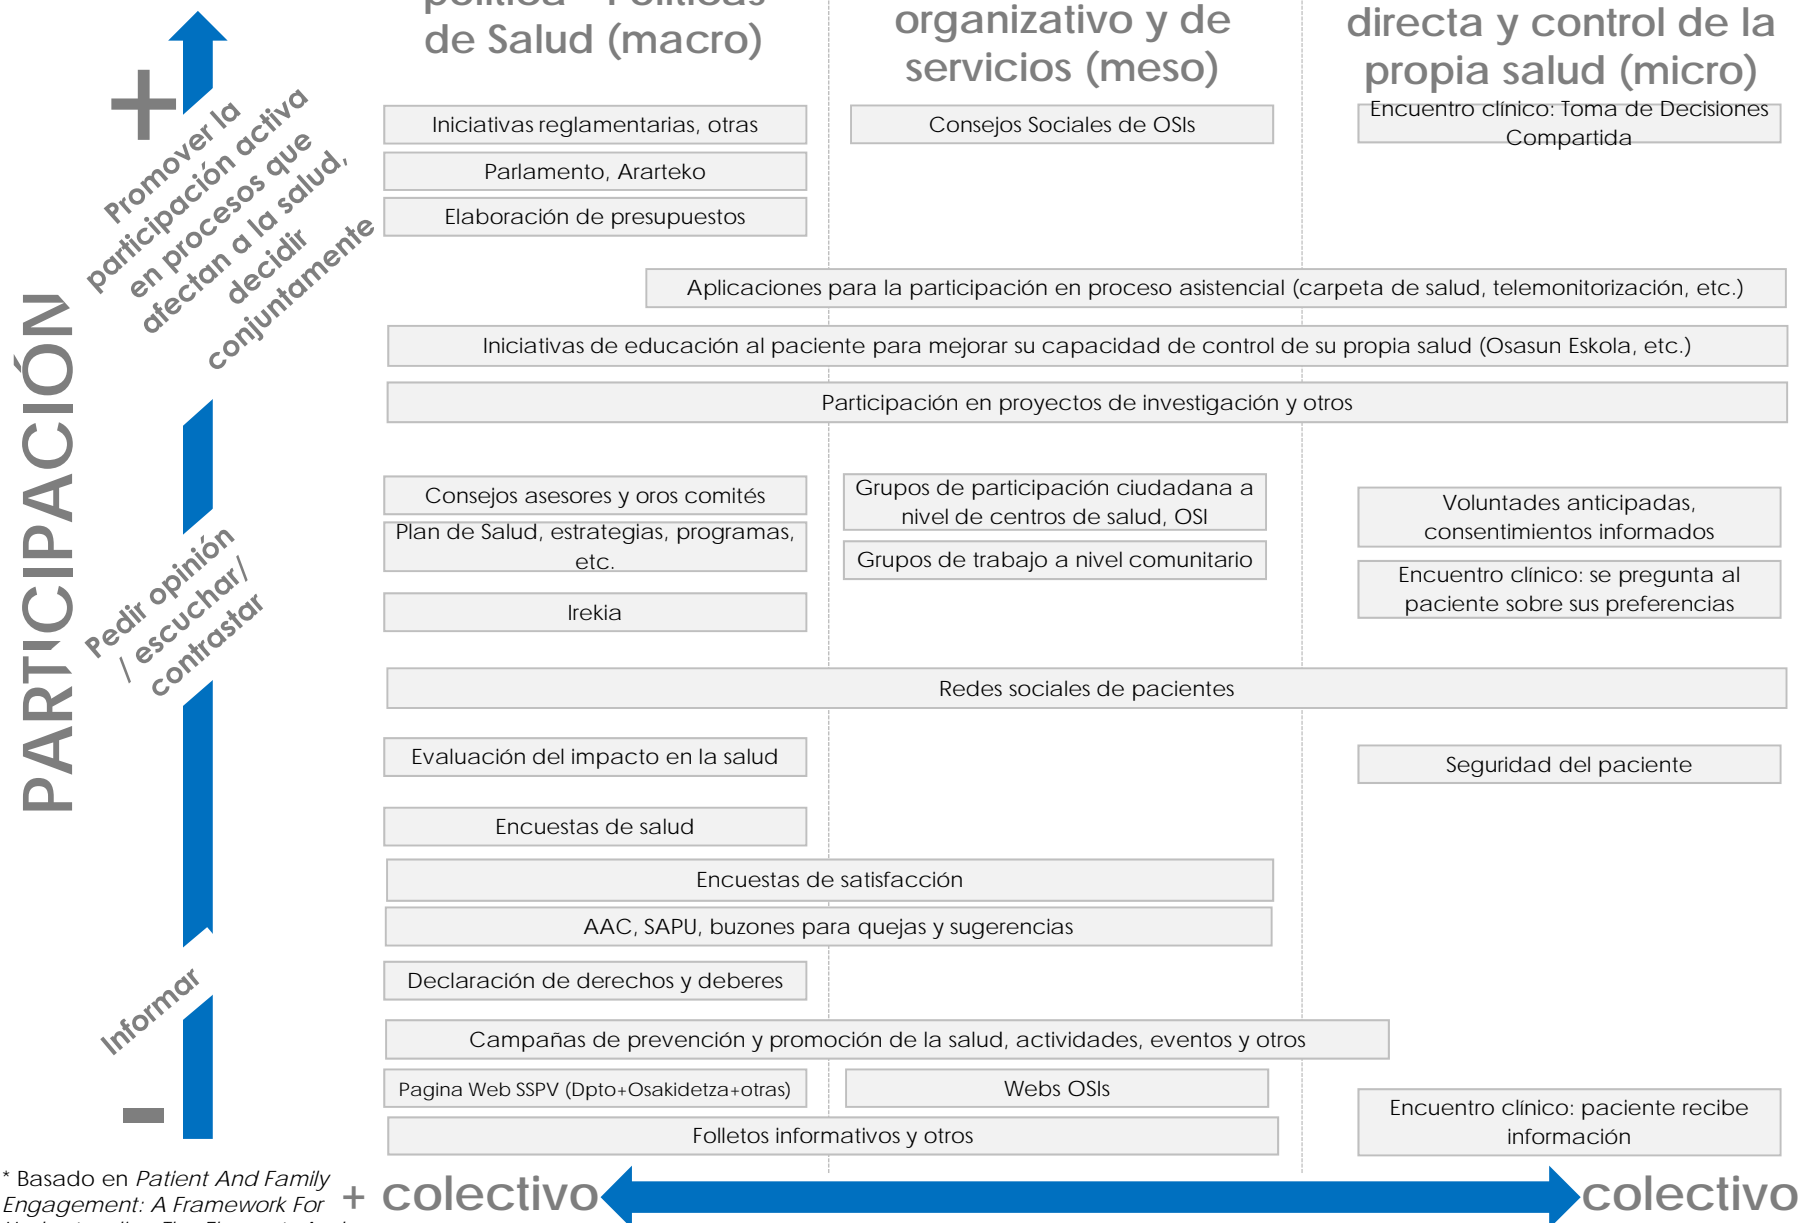 política - Políticas
de Salud (macro)
organizativo y de
servicios (meso)
directa y control de la
propia salud (micro)
+
Promover la
participación activa
en procesos que
afectan a la salud,
decidir
conjuntamente
PARTICIPACIÓN
Iniciativas reglamentarias, otras
Consejos Sociales de OSIs
Encuentro clínico: Toma de Decisiones
Compartida
Parlamento, Ararteko
Elaboración de presupuestos
Aplicaciones para la participación en proceso asistencial (carpeta de salud, telemonitorización, etc.)
Iniciativas de educación al paciente para mejorar su capacidad de control de su propia salud (Osasun Eskola, etc.)
Participación en proyectos de investigación y otros
Pedir opinión
/ escuchar/
contrastar
Consejos asesores y oros comités
Grupos de participación ciudadana a
nivel de centros de salud, OSI
Voluntades anticipadas,
consentimientos informados
Plan de Salud, estrategias, programas,
etc.
Grupos de trabajo a nivel comunitario
Encuentro clínico: se pregunta al
paciente sobre sus preferencias
Irekia
Redes sociales de pacientes
Evaluación del impacto en la salud
Seguridad del paciente
Encuestas de salud
Encuestas de satisfacción
AAC, SAPU, buzones para quejas y sugerencias
Informar
Declaración de derechos y deberes
Campañas de prevención y promoción de la salud, actividades, eventos y otros
Pagina Web SSPV (Dpto+Osakidetza+otras)
Webs OSIs
Encuentro clínico: paciente recibe
información
Folletos informativos y otros
-
* Basado en Patient And Family
Engagement: A Framework For
+ colectivo
colectivo